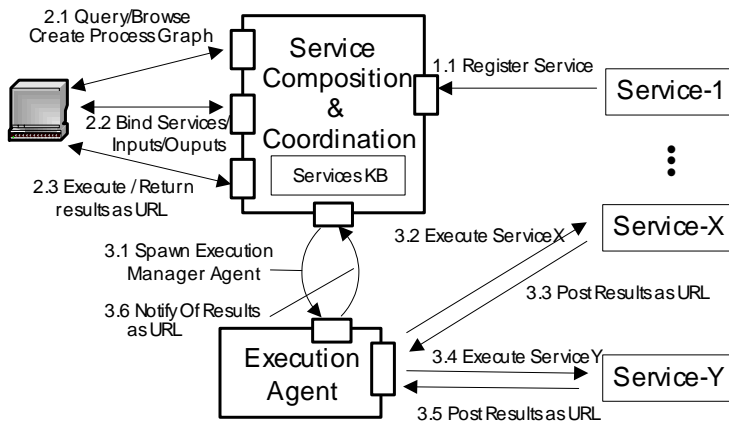 2.1 Query/Browse
Create Process Graph
Service
Composition
&
Coordination
Services KB
1.1 Register Service
Service-1
2.2 Bind Services/
Inputs/Ouputs
2.3 Execute / Return
results as URL
3.1 Spawn Execution
Manager Agent
3.2 Execute ServiceX
Service-X
3.3 Post Results as URL
3.6 Notify Of Results
as URL
Execution
Agent
3.4 Execute ServiceY
Service-Y
3.5 Post Results as URL